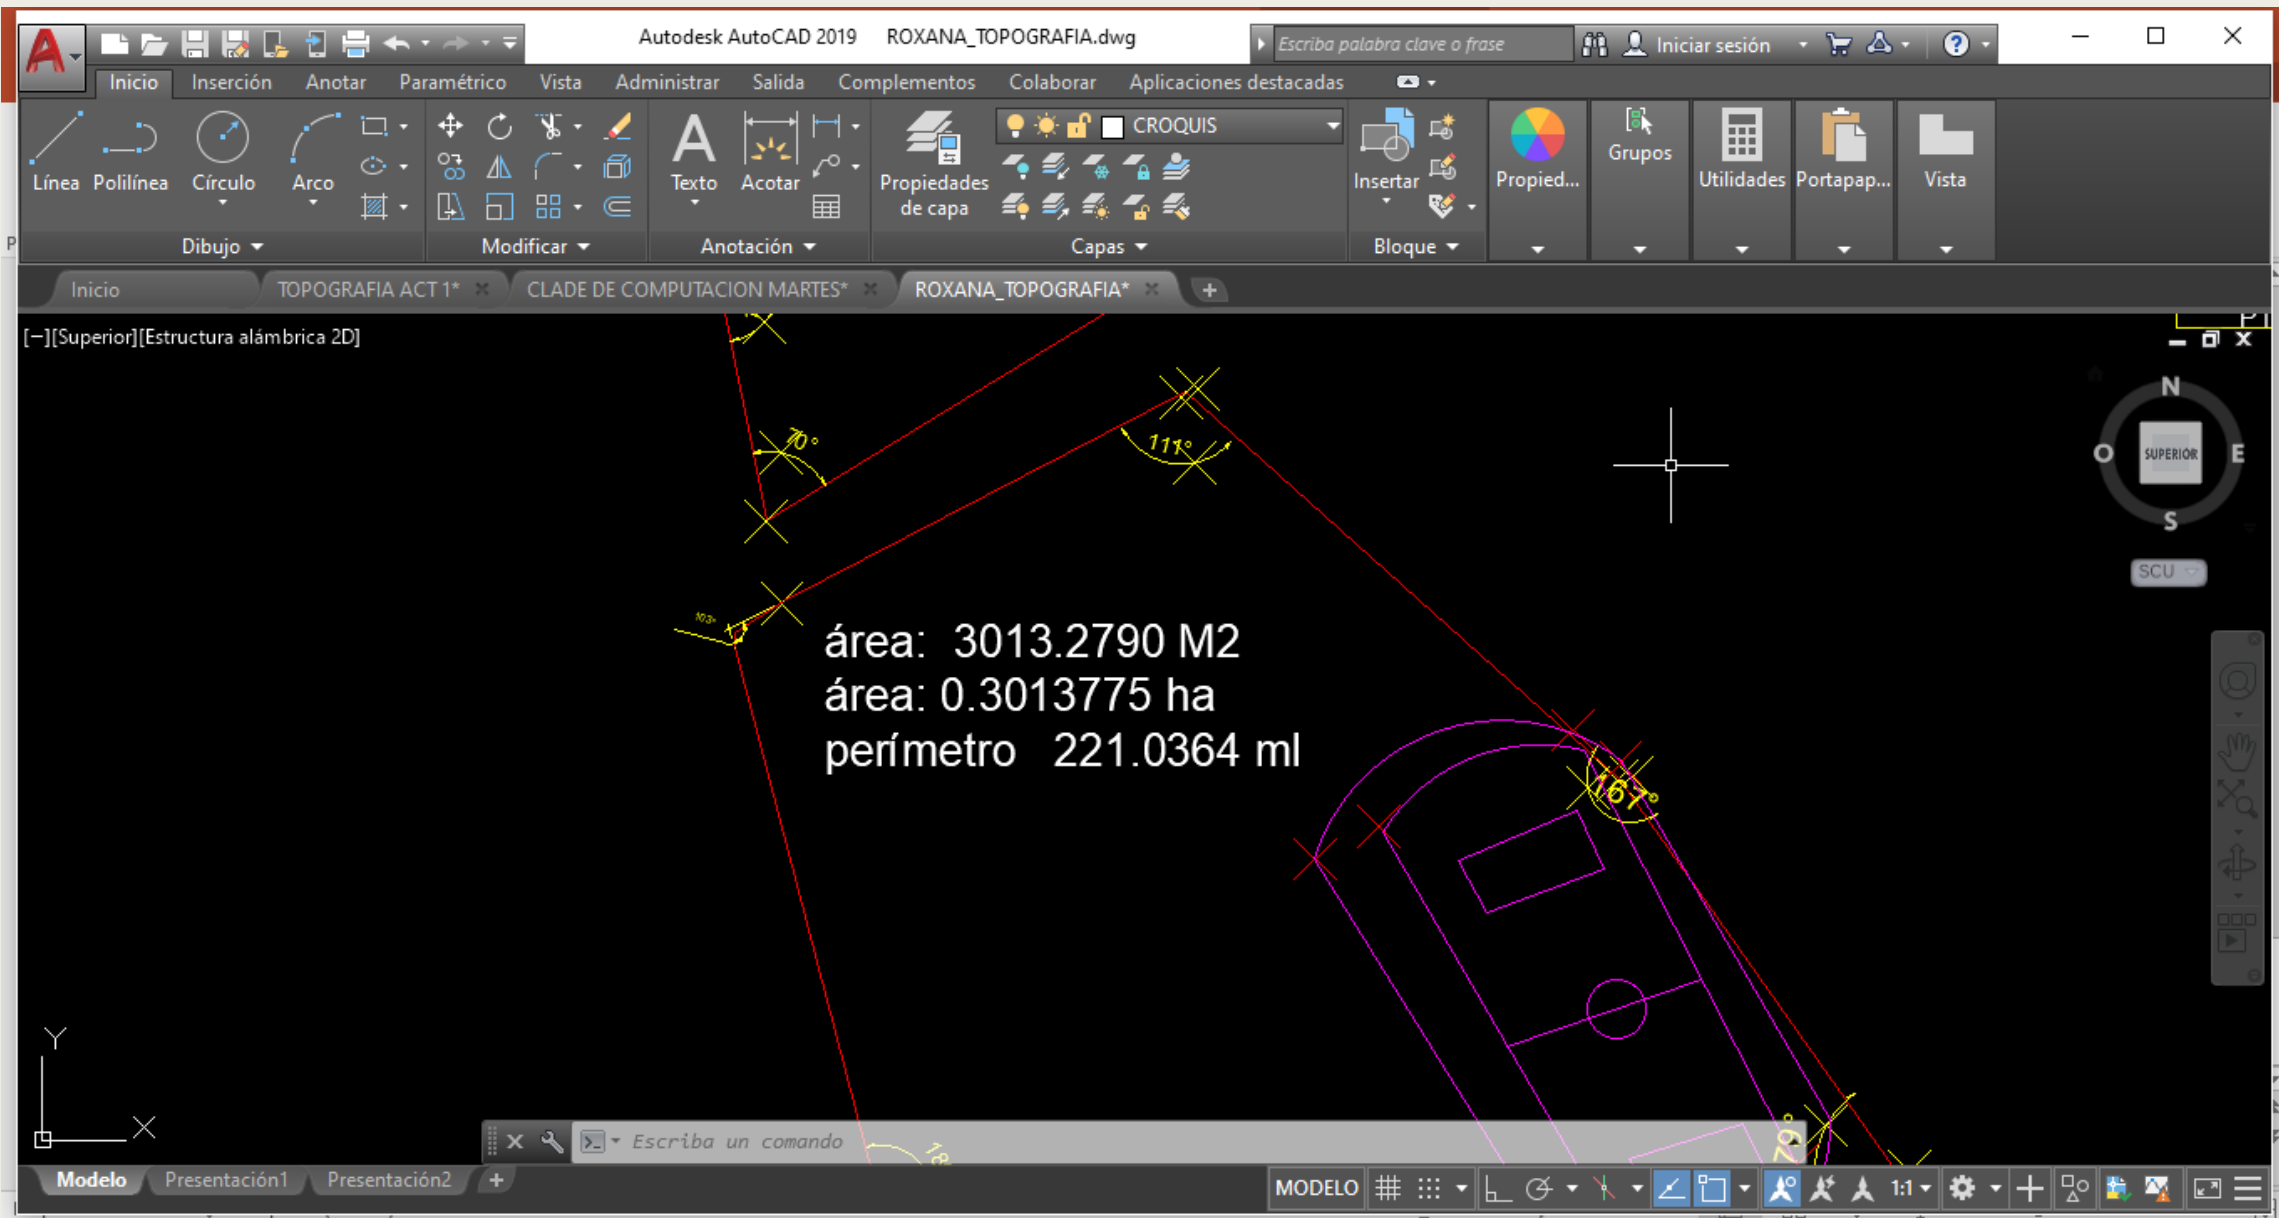 Autodesk AutoCAD 2019 ROXANA_TOPOGRAFIA.dwg
Escriba palabra clave o frase
Iniciar sesión
Inicio Inserción Anotar Paramétrico Vista Administrar Salida Complementos Colaborar Aplicaciones destacadas
CROQUIS
Línea Polilínea Círculo Arco
Texto Acotar
Propiedades de capa
Insertar
Propied...
Grupos
Utilidades
Portapap...
Vista
Dibujo Modificar Anotación Capas Bloque
Inicio TOPOGRAFIA ACT 1* CLADE DE COMPUTACION MARTES* ROXANA_TOPOGRAFIA*
[−][Superior][Estructura alámbrica 2D]
N
O SUPERIOR E
S
SCU
70°
111°
103°
área: 3013.2790 M2
área: 0.3013775 ha
perímetro 221.0364 ml
167°
79°
Y
X
Escriba un comando
Modelo Presentación1 Presentación2
MODELO 1:1